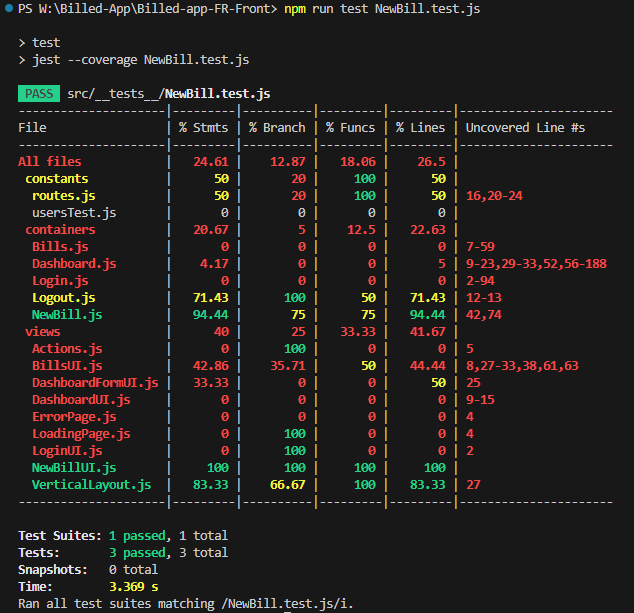 PS W:\Billed-App\Billed-app-FR-Front> npm run test NewBill.test.js
> test
> jest --coverage NewBill.test.js
PASS src/__tests__/NewBill.test.js
----------------------|---------|----------|---------|---------|-----------------------
File                  | % Stmts | % Branch | % Funcs | % Lines | Uncovered Line #s
----------------------|---------|----------|---------|---------|-----------------------
All files             |   24.61 |    12.87 |   18.06 |    26.5 |
 constants            |      50 |       20 |     100 |      50 |
  routes.js           |      50 |       20 |     100 |      50 | 16,20-24
  usersTest.js        |       0 |        0 |       0 |       0 |
 containers           |   20.67 |        5 |    12.5 |   22.63 |
  Bills.js            |       0 |        0 |       0 |       0 | 7-59
  Dashboard.js        |    4.17 |        0 |       0 |       5 | 9-23,29-33,52,56-188
  Login.js            |       0 |        0 |       0 |       0 | 2-94
  Logout.js           |   71.43 |      100 |      50 |   71.43 | 12-13
  NewBill.js          |   94.44 |       75 |      75 |   94.44 | 42,74
 views                |      40 |       25 |   33.33 |   41.67 |
  Actions.js          |       0 |      100 |       0 |       0 | 5
  BillsUI.js          |   42.86 |    35.71 |      50 |   44.44 | 8,27-33,38,61,63
  DashboardFormUI.js  |   33.33 |        0 |       0 |      50 | 25
  DashboardUI.js      |       0 |        0 |       0 |       0 | 9-15
  ErrorPage.js        |       0 |        0 |       0 |       0 | 4
  LoadingPage.js      |       0 |      100 |       0 |       0 | 4
  LoginUI.js          |       0 |      100 |       0 |       0 | 2
  NewBillUI.js        |     100 |      100 |     100 |     100 |
  VerticalLayout.js   |   83.33 |    66.67 |     100 |   83.33 | 27
----------------------|---------|----------|---------|---------|-----------------------
Test Suites: 1 passed, 1 total
Tests:       3 passed, 3 total
Snapshots:   0 total
Time:        3.369 s
Ran all test suites matching /NewBill.test.js/i.